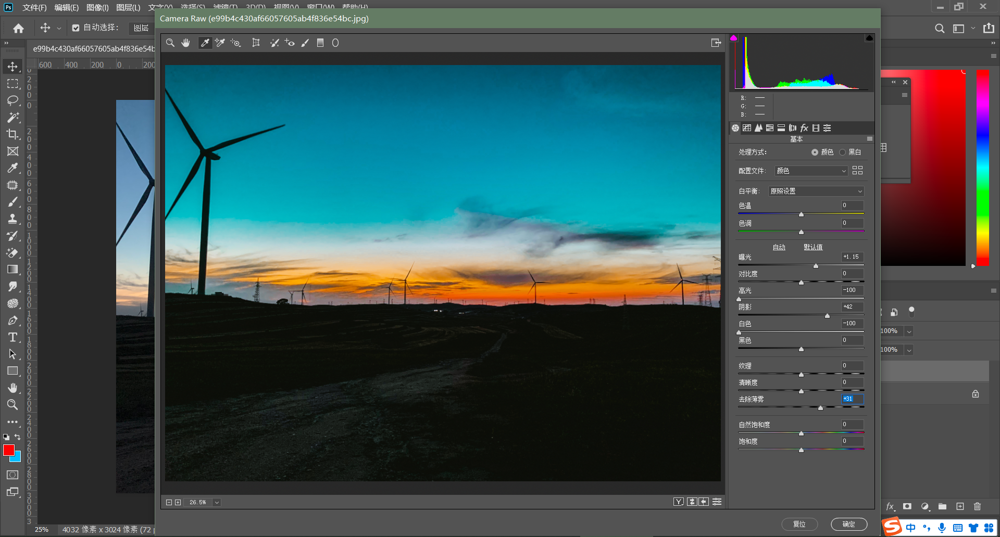 Ps 文件(F) 编辑(E) 图像(I) 图层(L) 文字(Y) 选择(S) 滤镜(T) 3D(D) 视图(V) 窗口(W) 帮助(H)
Camera Raw (e99b4c430af66057605ab4f836e54bc.jpg)
自动选择： 图层
e99b4c430af66057605ab4f836e54b
600 400 200 0 200
R:
G:
B:
基本
处理方式： 颜色 黑白
配置文件： 颜色
白平衡： 原照设置
色温 0
色调 0
自动 默认值
曝光 +1.15
对比度 0
高光 -100
阴影 +42
白色 -100
黑色 0
纹理 0
清晰度 0
去除薄雾 +31
自然饱和度 0
饱和度 0
100%
100%
26.5%
复位 确定
25% 4032 像素 x 3024 像素 (72
fx
S 中